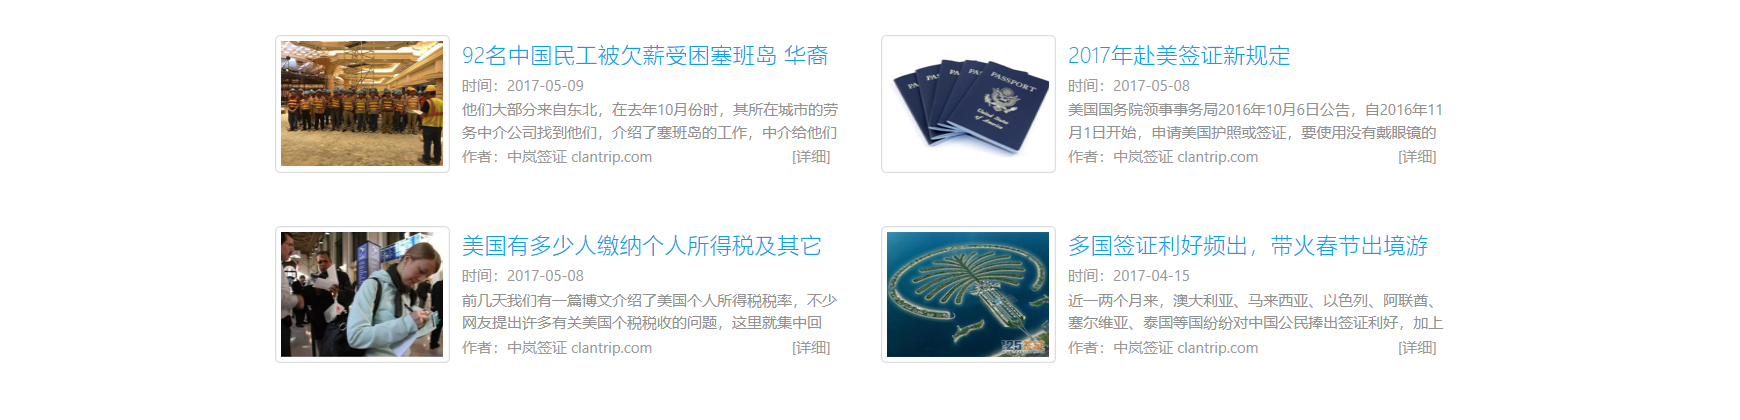 92名中国民工被欠薪受困塞班岛 华裔
时间：2017-05-09
他们大部分来自东北，在去年10月份时，其所在城市的劳
务中介公司找到他们，介绍了塞班岛的工作，中介给他们
作者：中岚签证 clantrip.com [详细]
2017年赴美签证新规定
时间：2017-05-08
美国国务院领事事务局2016年10月6日公告，自2016年11
月1日开始，申请美国护照或签证，要使用没有戴眼镜的
作者：中岚签证 clantrip.com [详细]
PASSPORT
United States
of America
美国有多少人缴纳个人所得税及其它
时间：2017-05-08
前几天我们有一篇博文介绍了美国个人所得税税率，不少
网友提出许多有关美国个税税收的问题，这里就集中回
作者：中岚签证 clantrip.com [详细]
多国签证利好频出，带火春节出境游
时间：2017-04-15
近一两个月来，澳大利亚、马来西亚、以色列、阿联酋、
塞尔维亚、泰国等国纷纷对中国公民捧出签证利好，加上
作者：中岚签证 clantrip.com [详细]